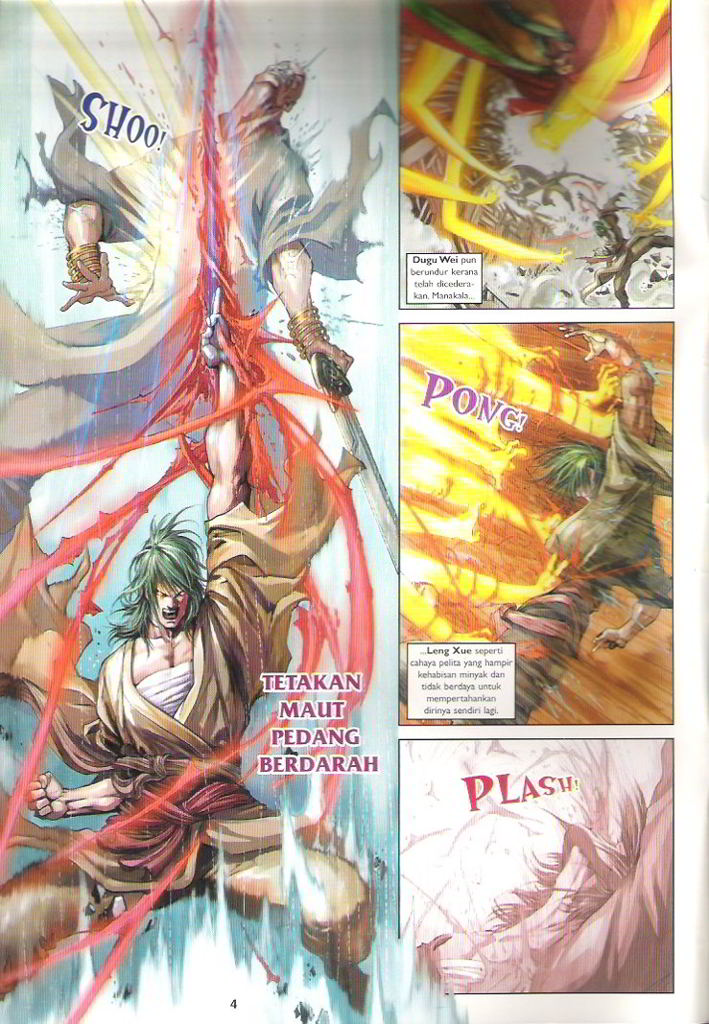 SHOO!
TETAKAN
MAUT
PEDANG
BERDARAH
Dugu Wei pun
berundur kerana
telah dicedera-
kan. Manakala...
PONG!
...Leng Xue seperti
cahaya pelita yang hampir
kehabisan minyak dan
tidak berdaya untuk
mempertahankan
dirinya sendiri lagi.
PLASH!
4